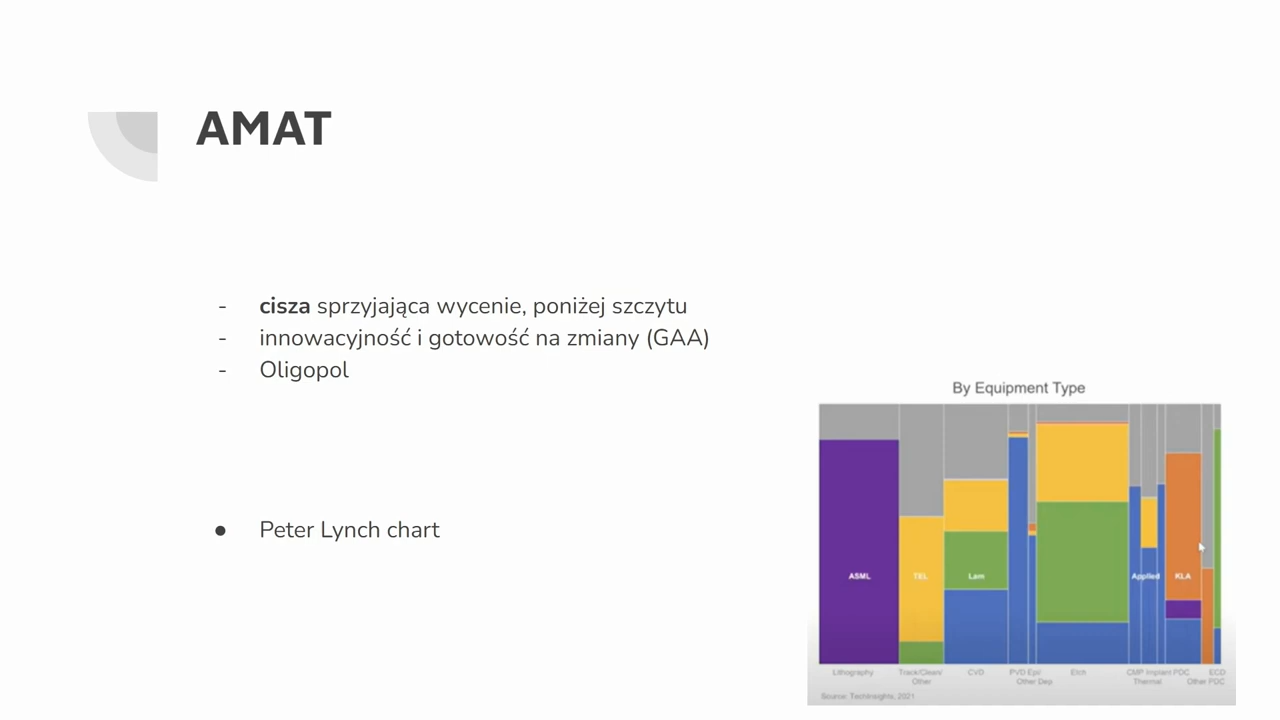 AMAT
- cisza sprzyjająca wycenie, poniżej szczytu
- innowacyjność i gotowość na zmiany (GAA)
- Oligopol
● Peter Lynch chart
By Equipment Type
ASML TEL Lam Applied KLA
Lithography Track/Clean/ CVD PVD Epi/ Etch CMP Implant PDC ECD
Other Other Dep Thermal Other PDC
Source: TechInsights, 2021